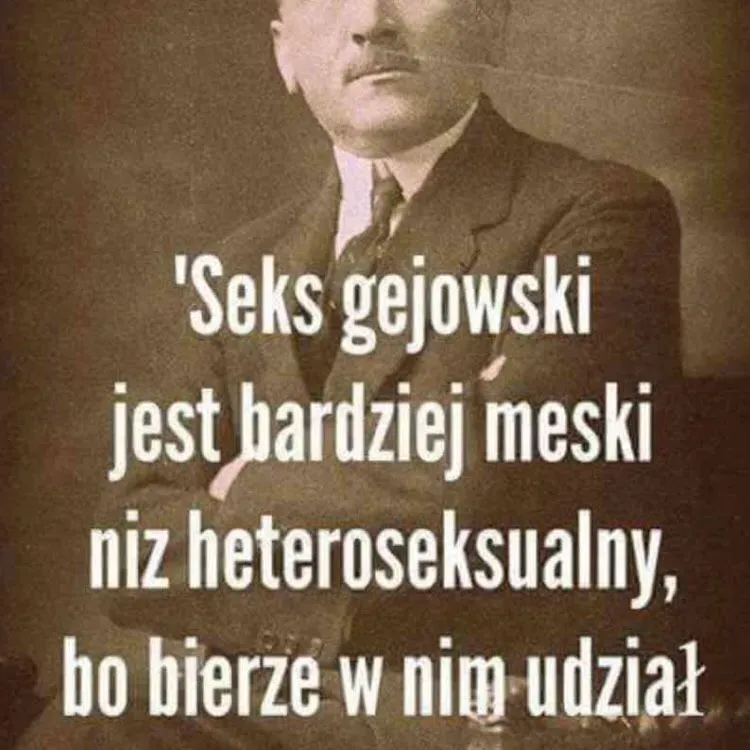 'Seks gejowski
jest bardziej meski
niz heteroseksualny,
bo bierze w nim udział